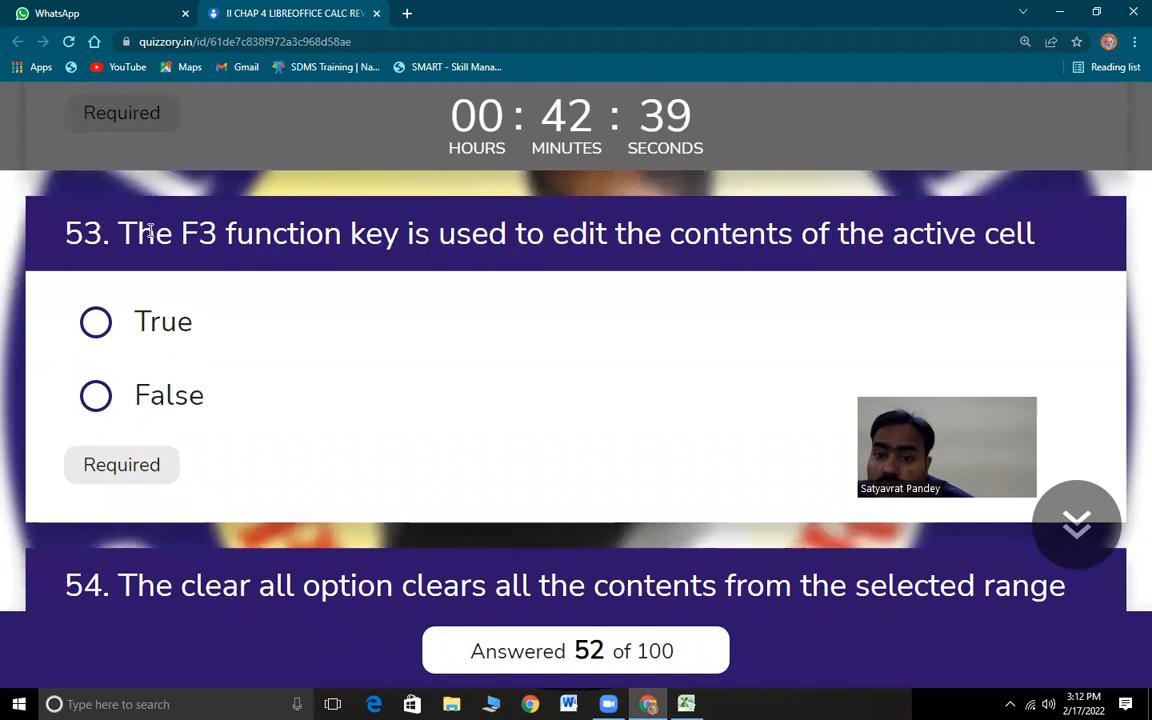 WhatsApp
II CHAP 4 LIBREOFFICE CALC REV
quizzory.in/id/61de7c838f972a3c968d58ae
Apps
YouTube
Maps
Gmail
SDMS Training | Na...
SMART - Skill Mana...
Reading list
Required
00 : 42 : 39
HOURS MINUTES SECONDS
53. The F3 function key is used to edit the contents of the active cell
True
False
Required
Satyavrat Pandey
54. The clear all option clears all the contents from the selected range
Answered 52 of 100
Type here to search
3:12 PM
2/17/2022